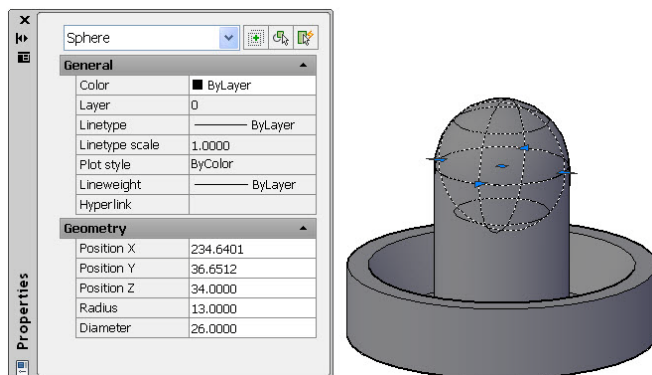 Sphere
General
Color ByLayer
Layer 0
Linetype ByLayer
Linetype scale 1.0000
Plot style ByColor
Lineweight ByLayer
Hyperlink
Geometry
Position X 234.6401
Position Y 36.6512
Position Z 34.0000
Radius 13.0000
Diameter 26.0000
Properties